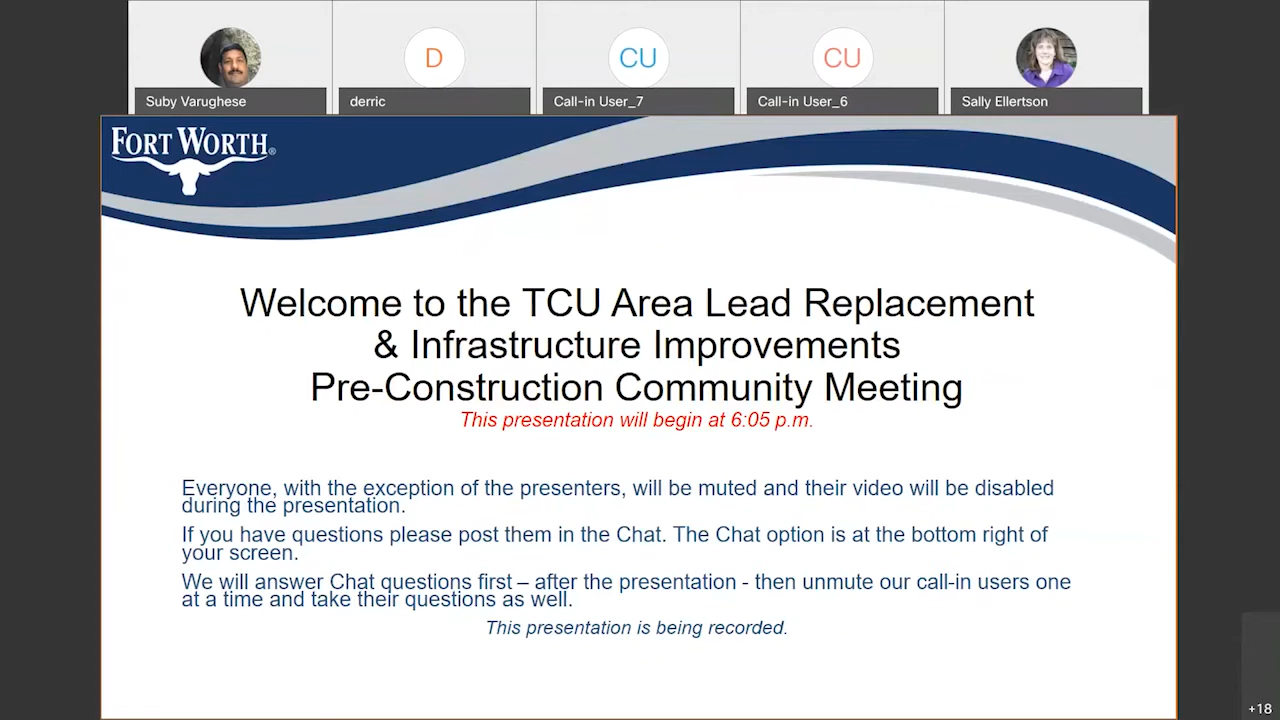 D
CU
CU
Suby Varughese
derric
Call-in User_7
Call-in User_6
Sally Ellertson
FORT WORTH®
Welcome to the TCU Area Lead Replacement
& Infrastructure Improvements
Pre-Construction Community Meeting
This presentation will begin at 6:05 p.m.
Everyone, with the exception of the presenters, will be muted and their video will be disabled
during the presentation.
If you have questions please post them in the Chat. The Chat option is at the bottom right of
your screen.
We will answer Chat questions first – after the presentation - then unmute our call-in users one
at a time and take their questions as well.
This presentation is being recorded.
+18